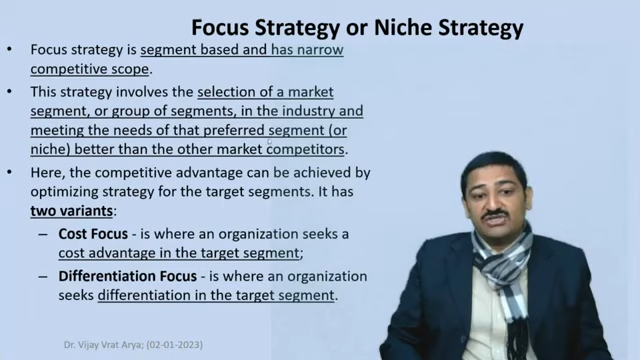 Focus Strategy or Niche Strategy
• Focus strategy is segment based and has narrow
competitive scope.
• This strategy involves the selection of a market
segment, or group of segments, in the industry and
meeting the needs of that preferred segment (or
niche) better than the other market competitors.
• Here, the competitive advantage can be achieved by
optimizing strategy for the target segments. It has
two variants:
– Cost Focus - is where an organization seeks a
cost advantage in the target segment;
– Differentiation Focus - is where an organization
seeks differentiation in the target segment.
Dr. Vijay Vrat Arya; (02-01-2023)